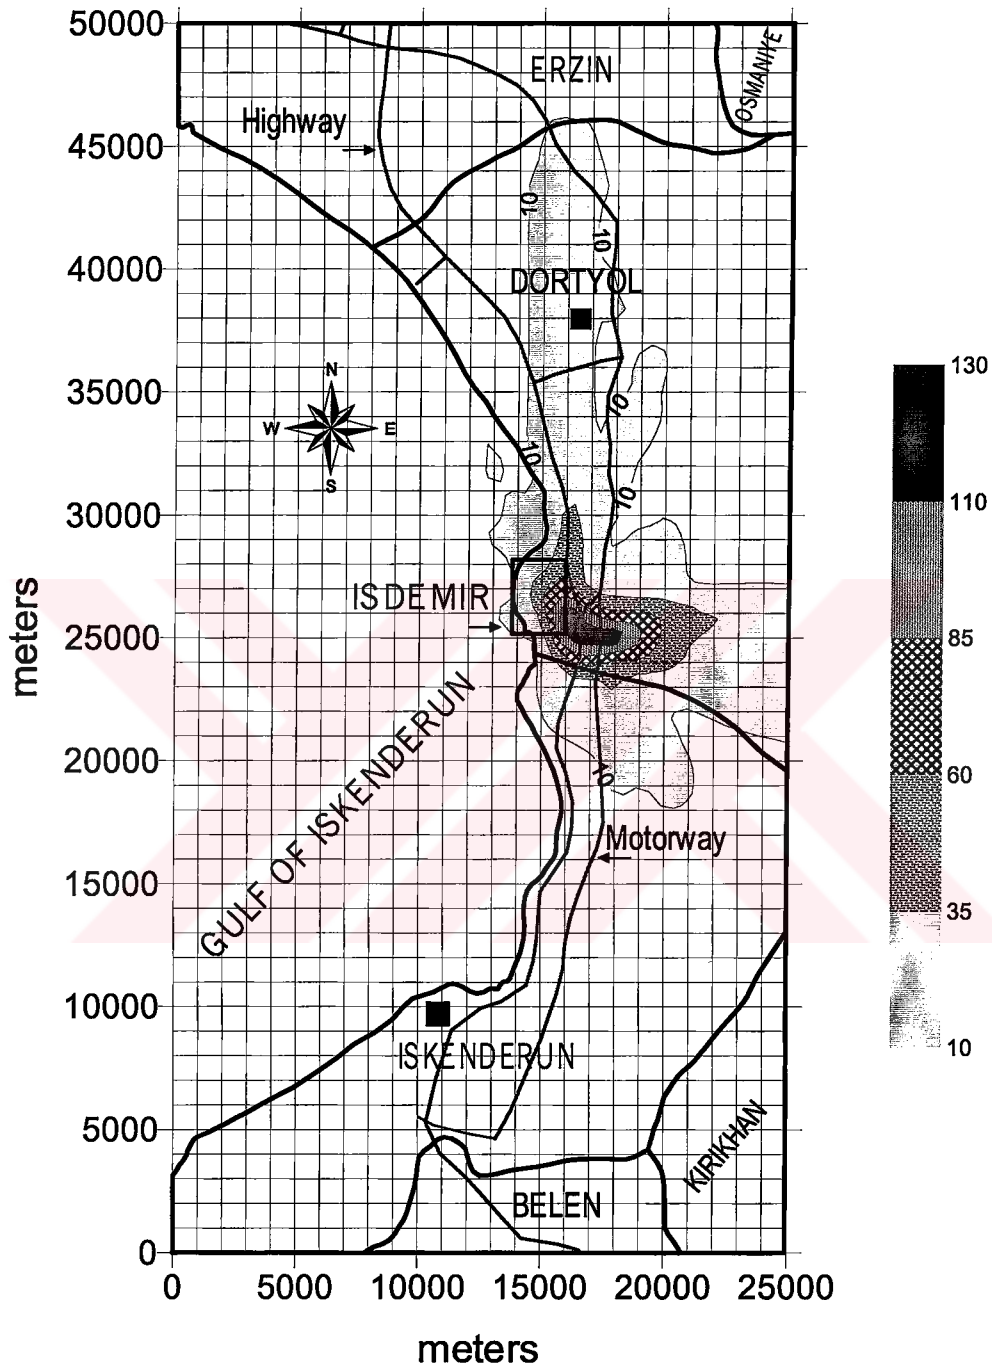 50000
ERZIN
OSMANIYE
Highway
45000
10
10
40000
DORTYOL
N
W E
S
35000
10
10
10
30000
ISDEMIR
25000
GULF OF ISKENDERUN
20000
10
Motorway
15000
10000
ISKENDERUN
5000
KIRIKHAN
BELEN
0
0 5000 10000 15000 20000 25000
meters
meters
130
110
85
60
35
10